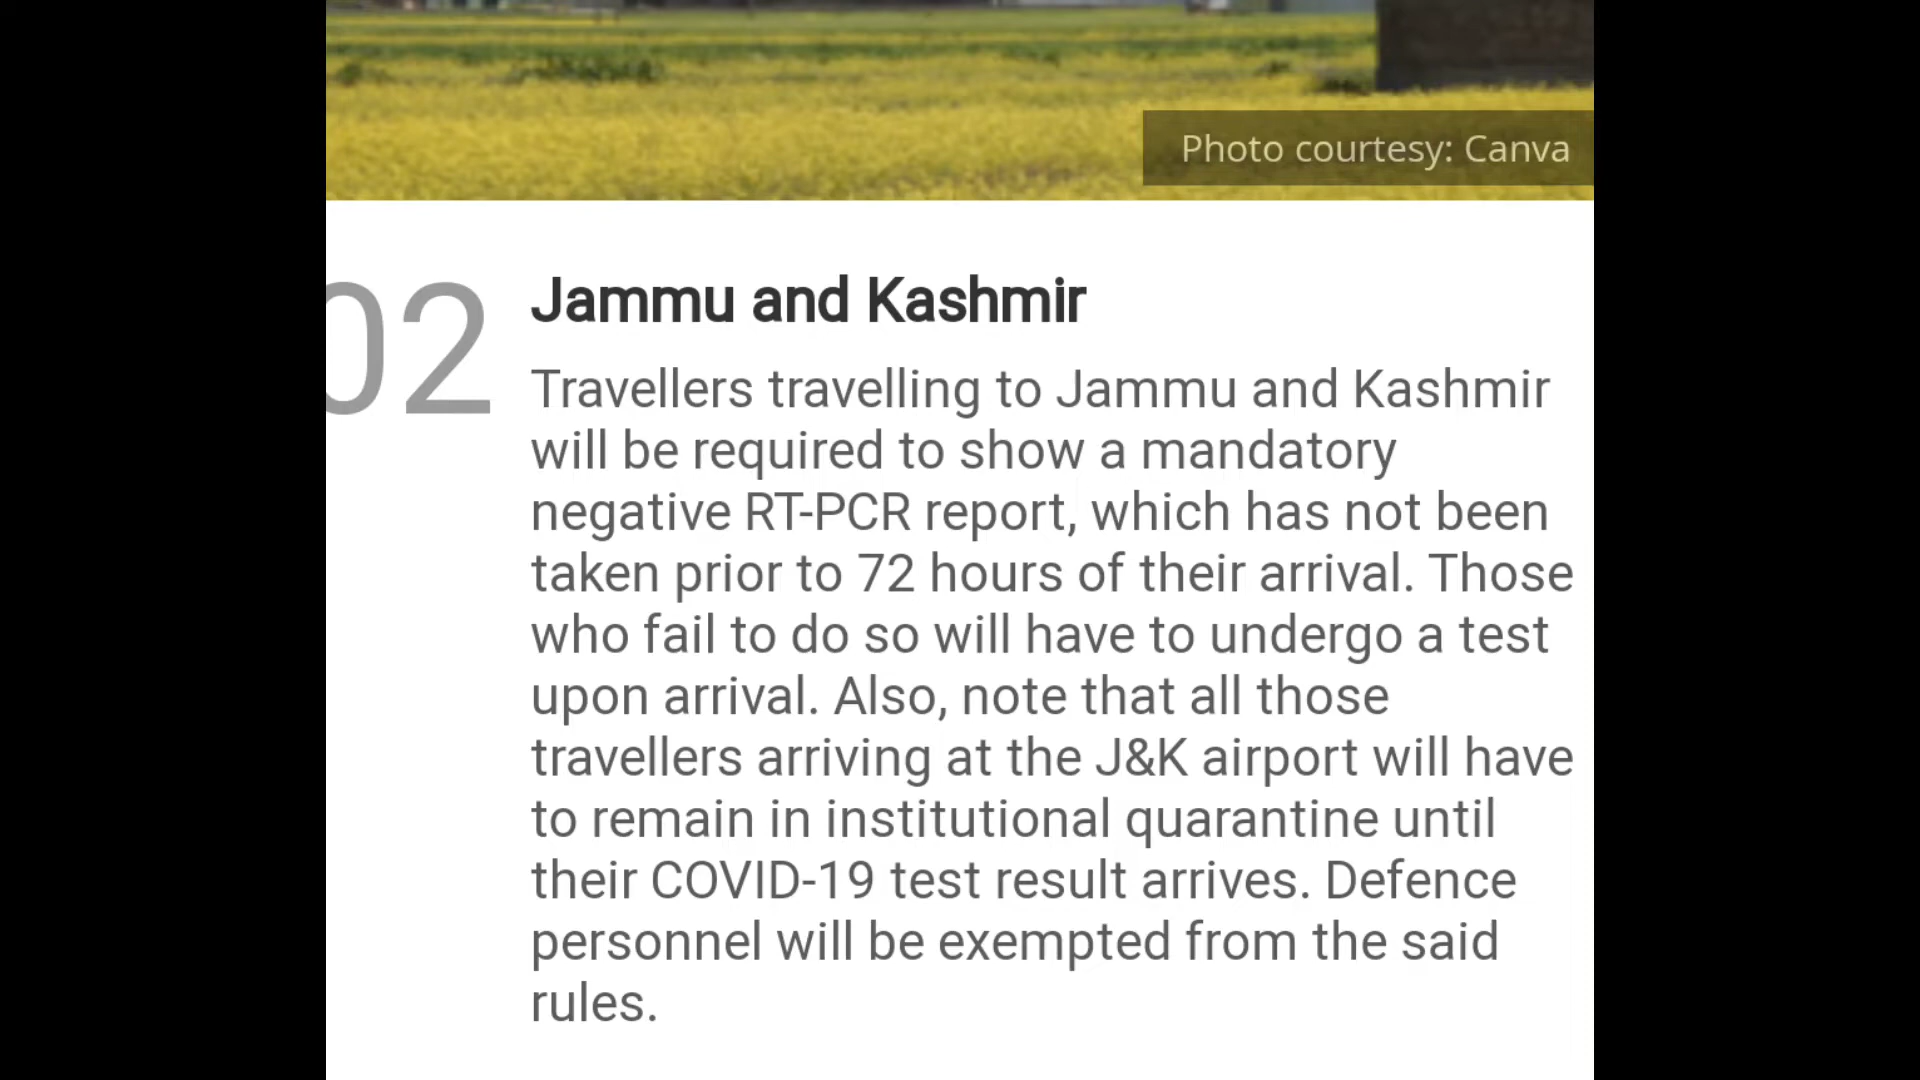 Photo courtesy: Canva
02
Jammu and Kashmir
Travellers travelling to Jammu and Kashmir
will be required to show a mandatory
negative RT-PCR report, which has not been
taken prior to 72 hours of their arrival. Those
who fail to do so will have to undergo a test
upon arrival. Also, note that all those
travellers arriving at the J&K airport will have
to remain in institutional quarantine until
their COVID-19 test result arrives. Defence
personnel will be exempted from the said
rules.